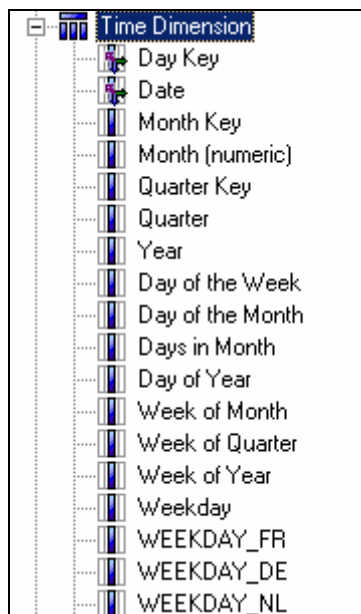 Time Dimension
Day Key
Date
Month Key
Month (numeric)
Quarter Key
Quarter
Year
Day of the Week
Day of the Month
Days in Month
Day of Year
Week of Month
Week of Quarter
Week of Year
Weekday
WEEKDAY_FR
WEEKDAY_DE
WEEKDAY_NL